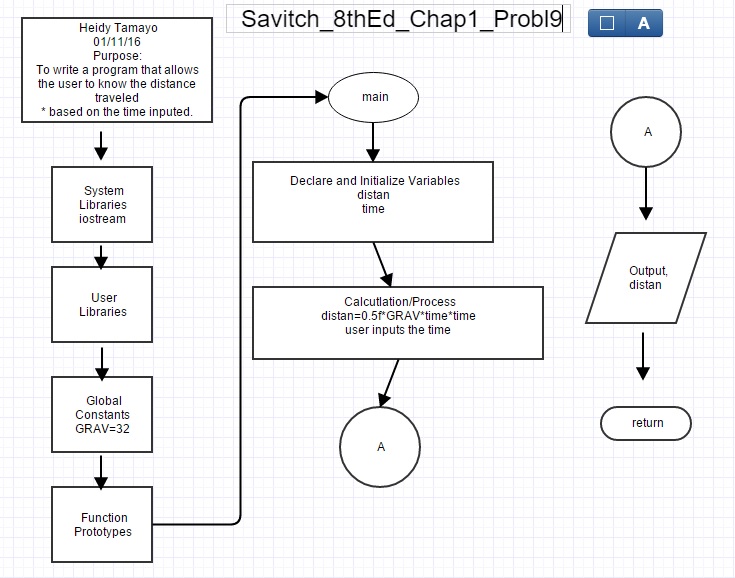 Savitch_8thEd_Chap1_Probl9
A
Heidy Tamayo
01/11/16
Purpose:
To write a program that allows
the user to know the distance
traveled
* based on the time inputed.
System
Libraries
iostream
User
Libraries
Global
Constants
GRAV=32
Function
Prototypes
main
Declare and Initialize Variables
distan
time
Calcutlation/Process
distan=0.5f*GRAV*time*time
user inputs the time
A
A
Output,
distan
return